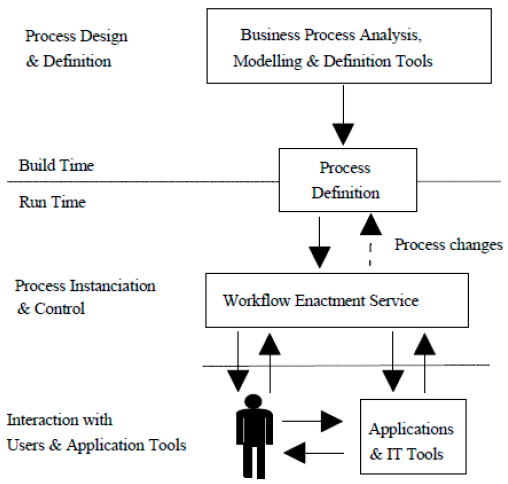 Process Design
& Definition
Business Process Analysis,
Modelling & Definition Tools
Build Time
Run Time
Process
Definition
Process changes
Process Instanciation
& Control
Workflow Enactment Service
Interaction with
Users & Application Tools
Applications
& IT Tools